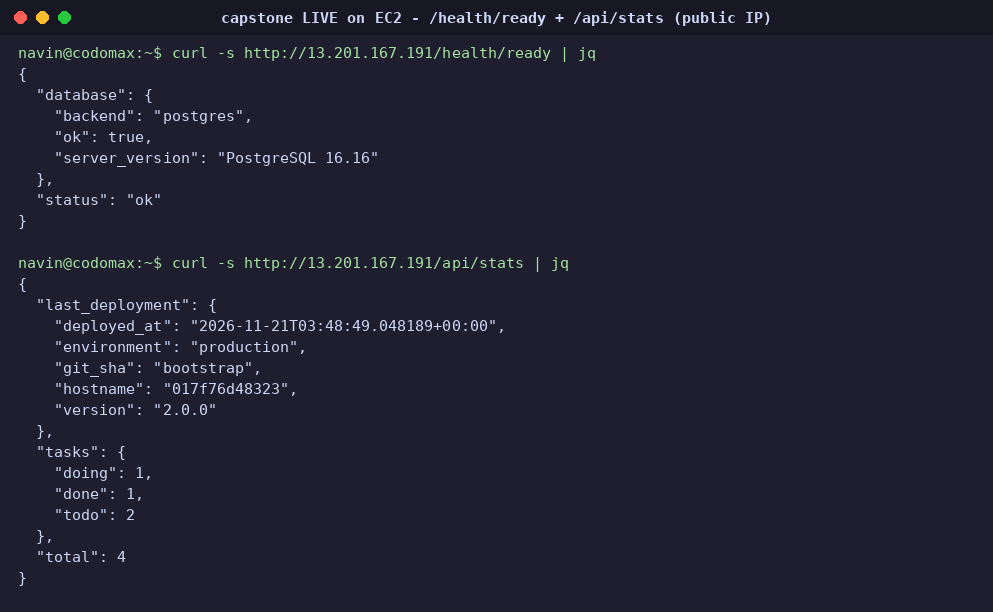 capstone LIVE on EC2 - /health/ready + /api/stats (public IP)
navin@codomax:~$ curl -s http://13.201.167.191/health/ready | jq
{
  "database": {
    "backend": "postgres",
    "ok": true,
    "server_version": "PostgreSQL 16.16"
  },
  "status": "ok"
}
navin@codomax:~$ curl -s http://13.201.167.191/api/stats | jq
{
  "last_deployment": {
    "deployed_at": "2026-11-21T03:48:49.048189+00:00",
    "environment": "production",
    "git_sha": "bootstrap",
    "hostname": "017f76d48323",
    "version": "2.0.0"
  },
  "tasks": {
    "doing": 1,
    "done": 1,
    "todo": 2
  },
  "total": 4
}